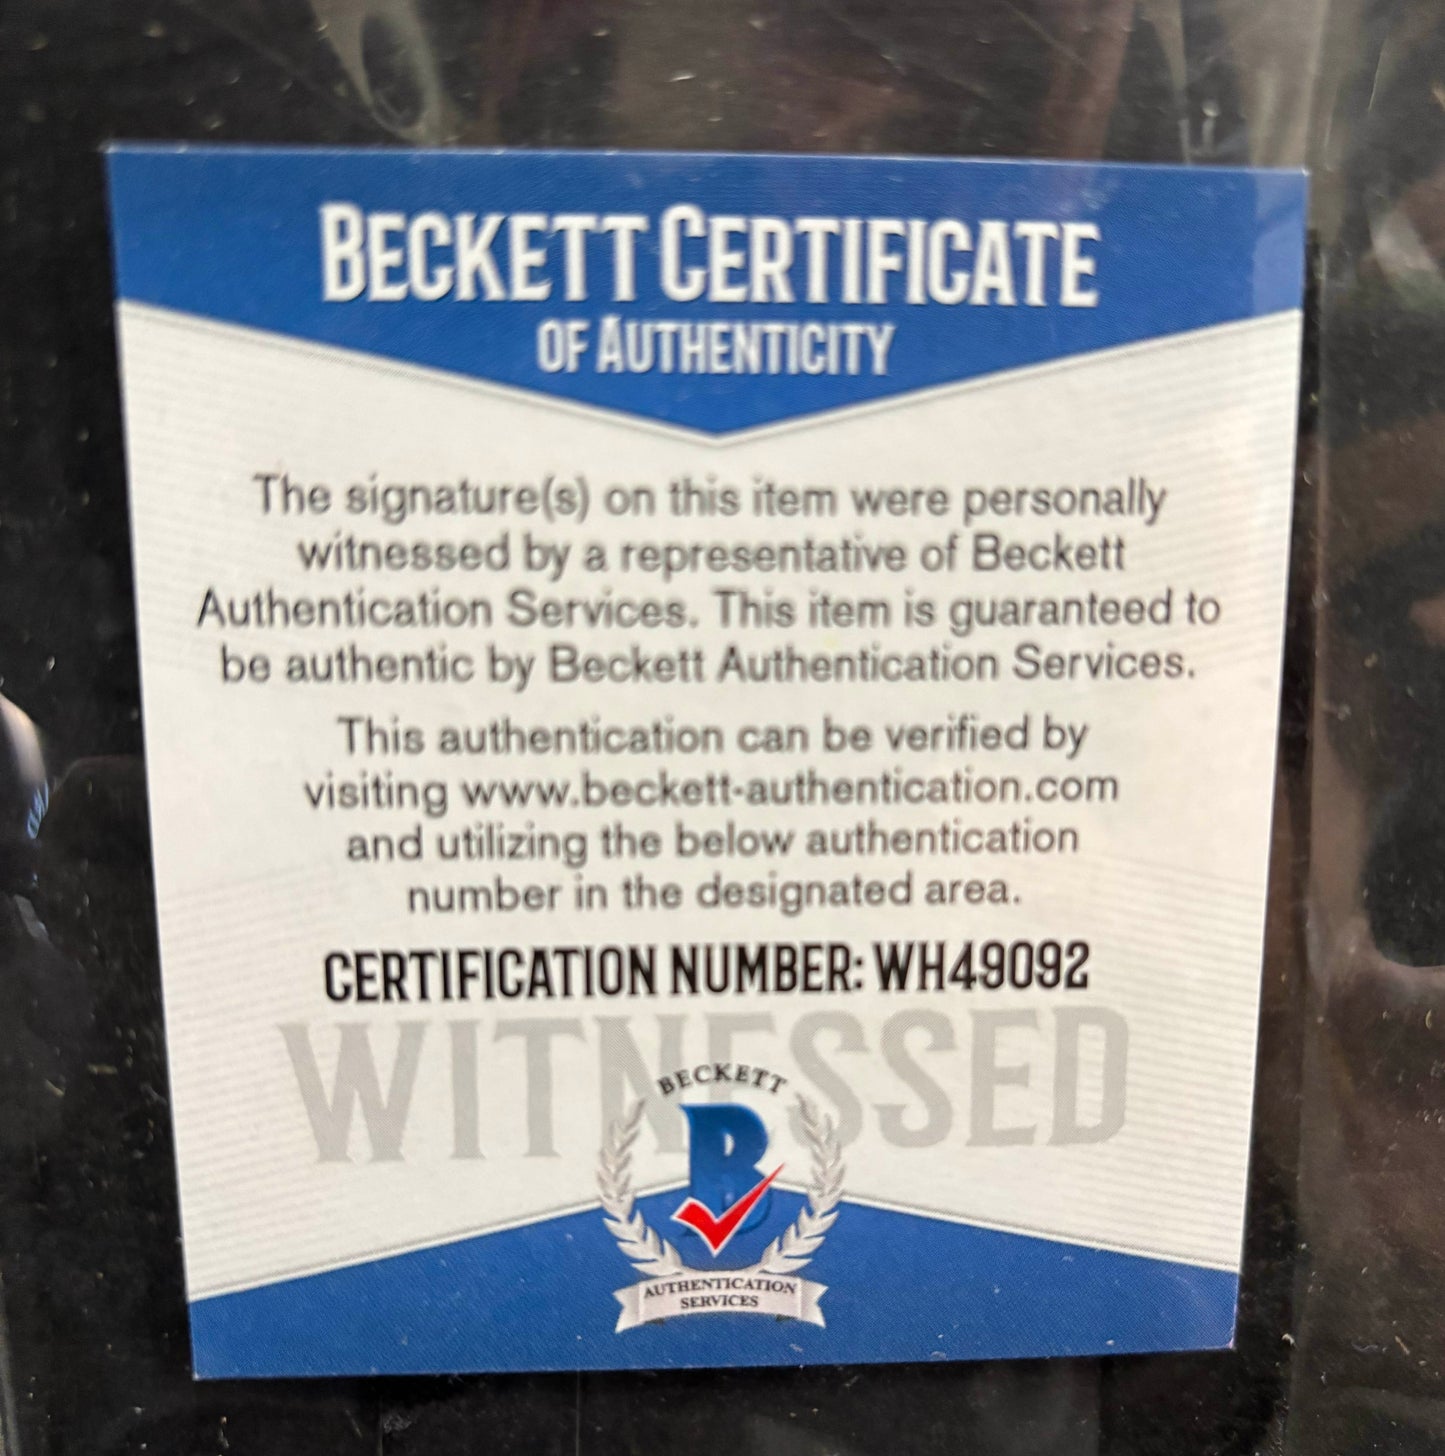 BECKETT CERTIFICATE
OF AUTHENTICITY
The signature(s) on this item were personally
witnessed by a representative of Beckett
Authentication Services. This item is guaranteed to
be authentic by Beckett Authentication Services.
This authentication can be verified by
visiting www.beckett-authentication.com
and utilizing the below authentication
number in the designated area.
CERTIFICATION NUMBER: WH49092
WITNESSED
BECKETT
B
AUTHENTICATION
SERVICES